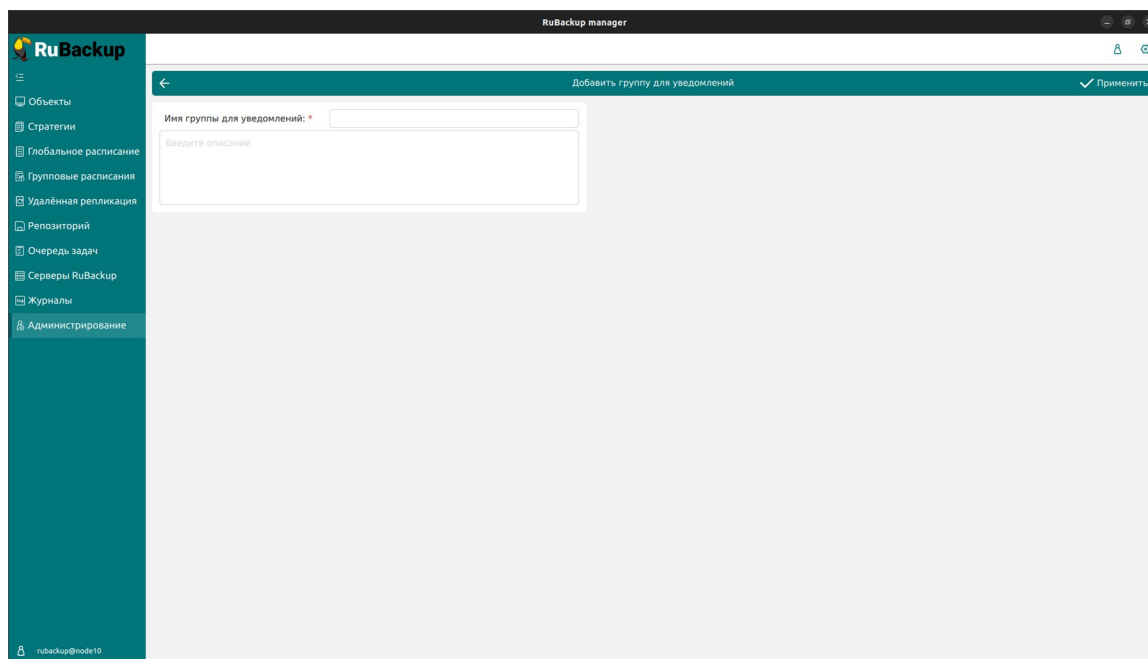 RuBackup manager
RuBackup
Добавить группу для уведомлений
Применить
Объекты
Стратегии
Глобальное расписание
Групповые расписания
Удалённая репликация
Репозиторий
Очередь задач
Серверы RuBackup
Журналы
Администрирование
Имя группы для уведомлений: *
Введите описание
rubackup@node10